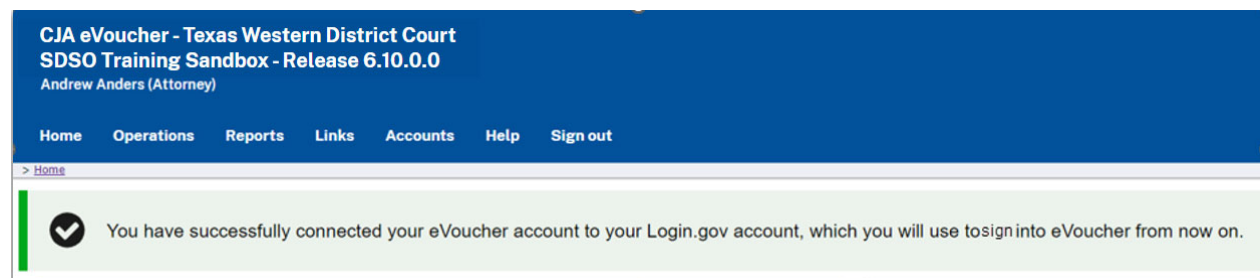 CJA eVoucher - Texas Western District Court
SDSO Training Sandbox - Release 6.10.0.0
Andrew Anders (Attorney)
Home Operations Reports Links Accounts Help Sign out
> Home
You have successfully connected your eVoucher account to your Login.gov account, which you will use tosign into eVoucher from now on.